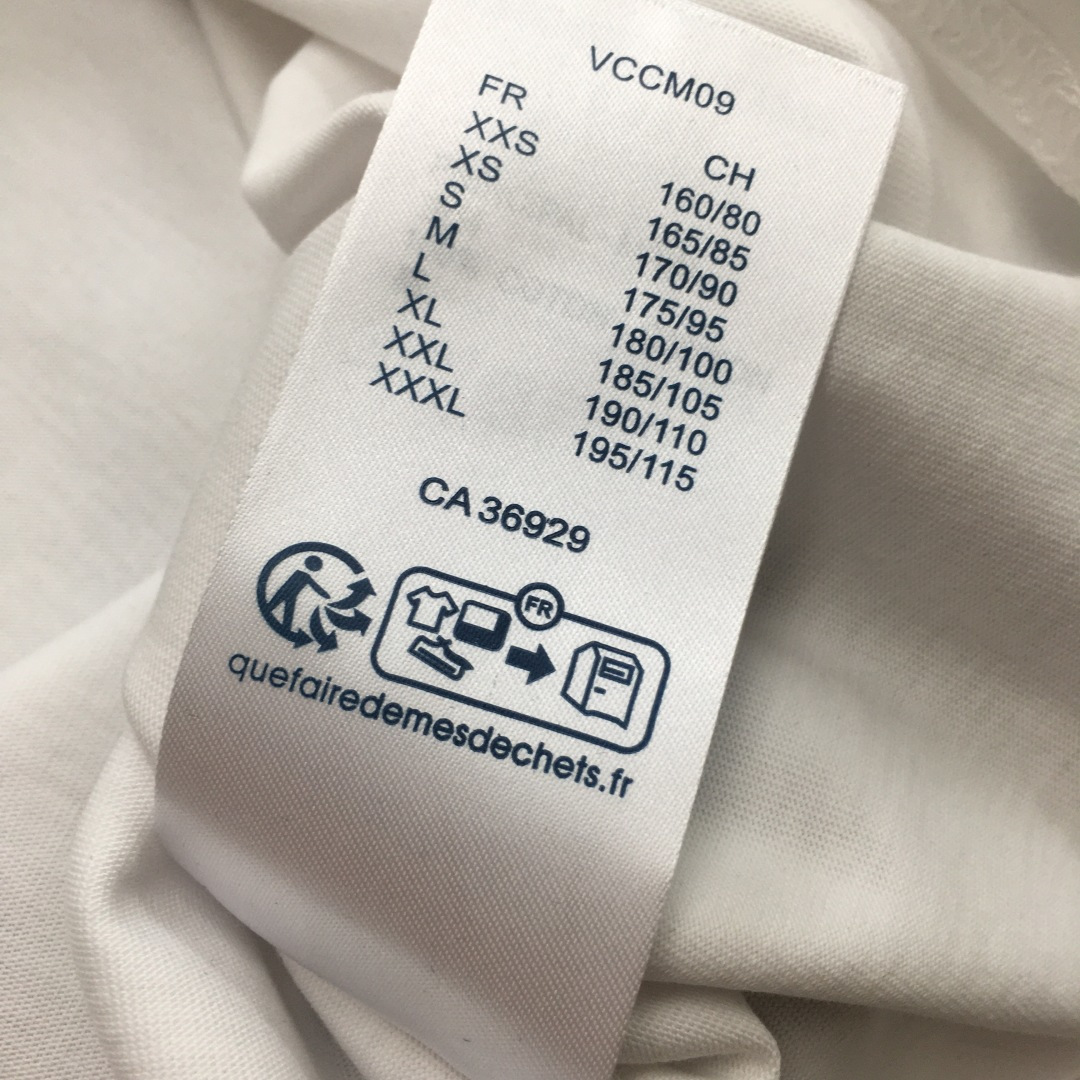 VCCM09
FR CH
XXS 160/80
XS 165/85
S 170/90
M 175/95
L 180/100
XL 185/105
XXL 190/110
XXXL 195/115
CA 36929
FR
quefairedemesdechets.fr